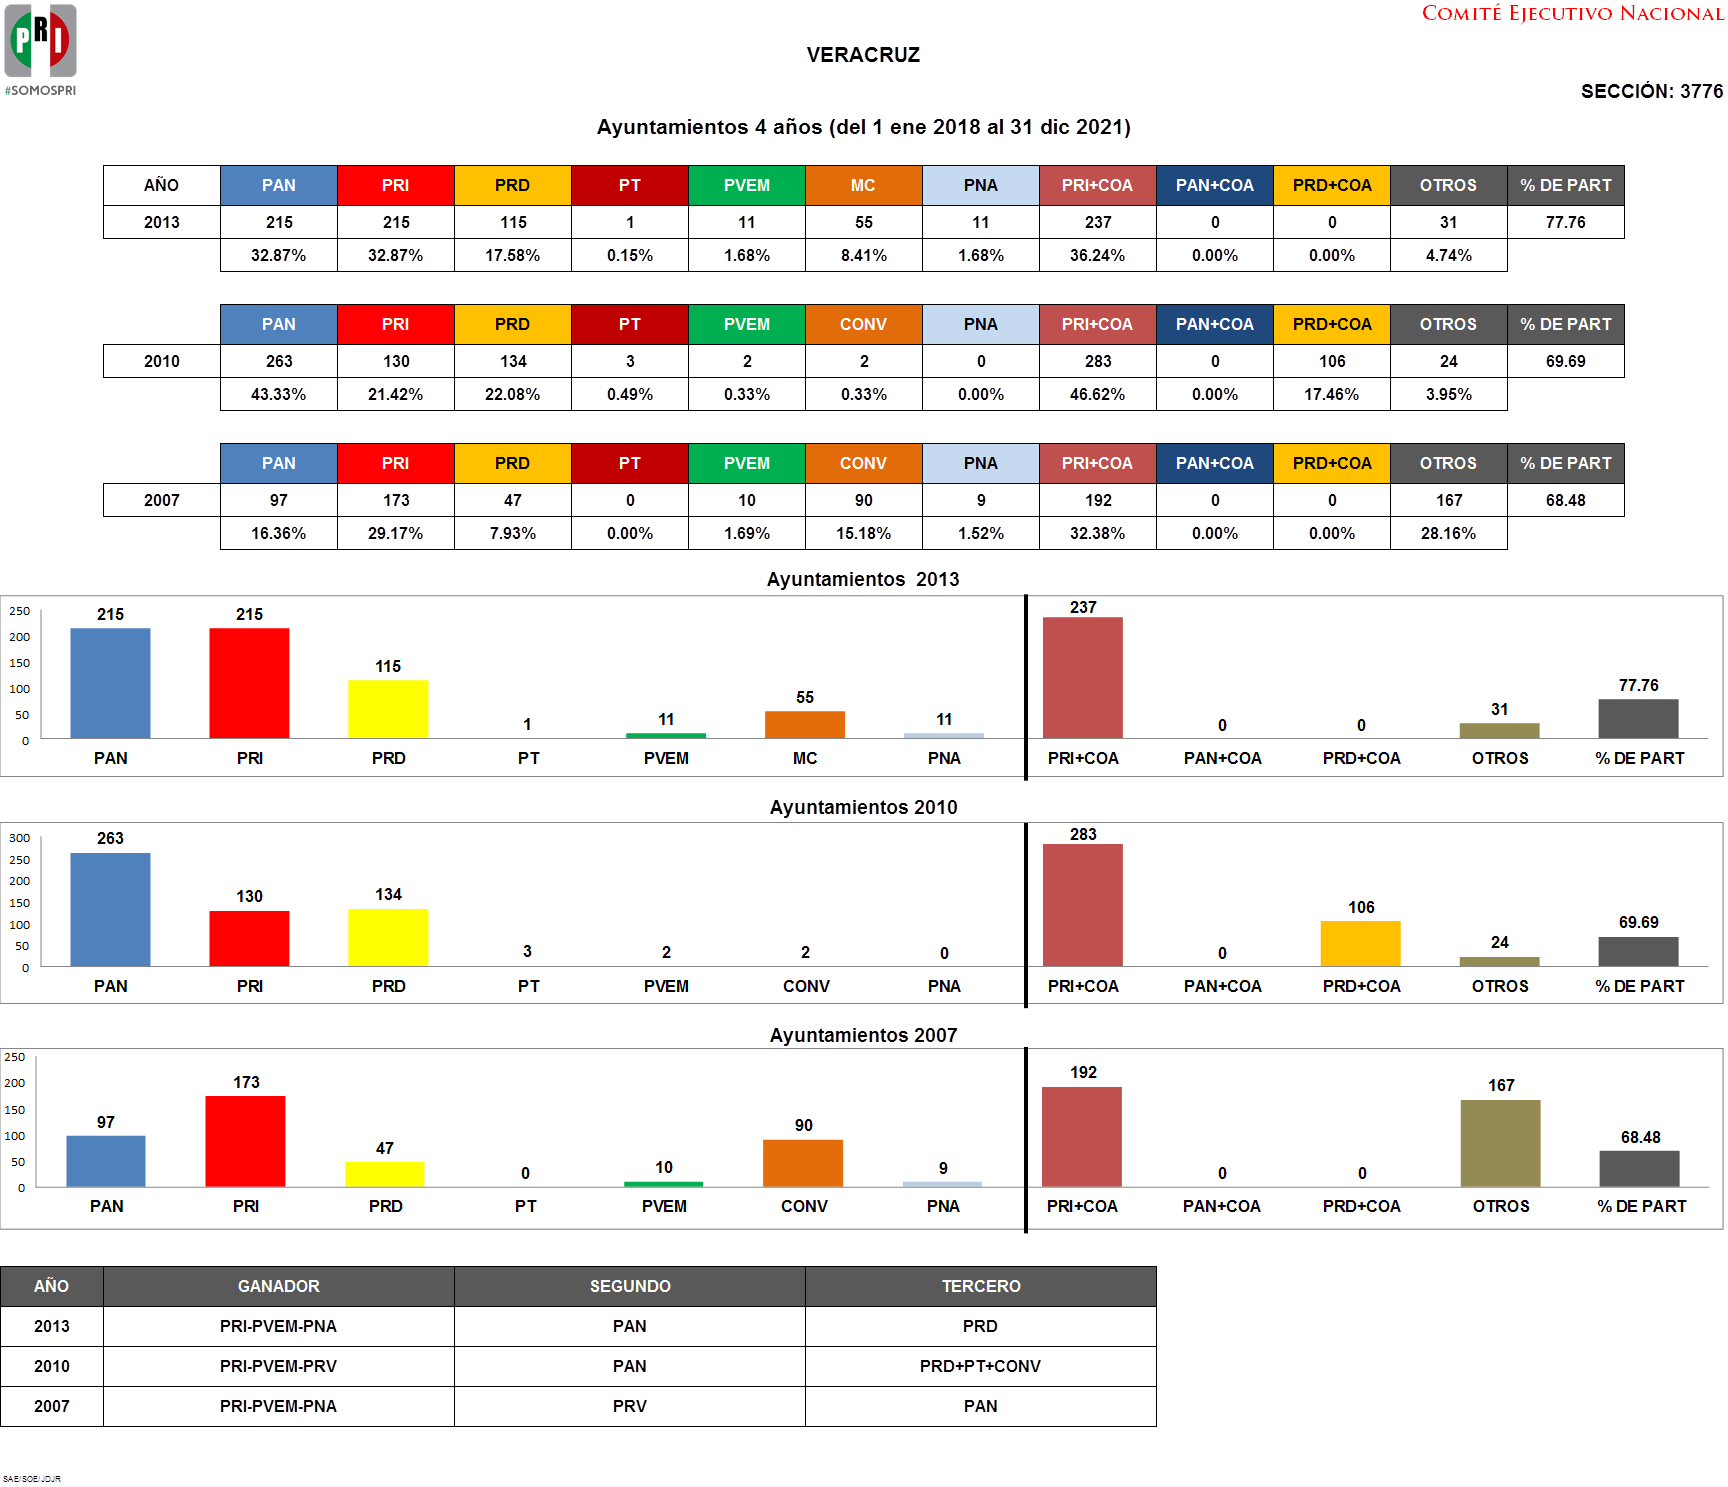 PRI
#SOMOSPRI
COMITÉ EJECUTIVO NACIONAL
VERACRUZ
SECCIÓN: 3776
Ayuntamientos 4 años (del 1 ene 2018 al 31 dic 2021)
AÑO PAN PRI PRD PT PVEM MC PNA PRI+COA PAN+COA PRD+COA OTROS % DE PART
2013 215 215 115 1 11 55 11 237 0 0 31 77.76
32.87% 32.87% 17.58% 0.15% 1.68% 8.41% 1.68% 36.24% 0.00% 0.00% 4.74%
PAN PRI PRD PT PVEM CONV PNA PRI+COA PAN+COA PRD+COA OTROS % DE PART
2010 263 130 134 3 2 2 0 283 0 106 24 69.69
43.33% 21.42% 22.08% 0.49% 0.33% 0.33% 0.00% 46.62% 0.00% 17.46% 3.95%
PAN PRI PRD PT PVEM CONV PNA PRI+COA PAN+COA PRD+COA OTROS % DE PART
2007 97 173 47 0 10 90 9 192 0 0 167 68.48
16.36% 29.17% 7.93% 0.00% 1.69% 15.18% 1.52% 32.38% 0.00% 0.00% 28.16%
Ayuntamientos 2013
250
200
150
100
50
0
215 215 115 1 11 55 11 237 0 0 31 77.76
PAN PRI PRD PT PVEM MC PNA PRI+COA PAN+COA PRD+COA OTROS % DE PART
Ayuntamientos 2010
300
250
200
150
100
50
0
263 130 134 3 2 2 0 283 0 106 24 69.69
PAN PRI PRD PT PVEM CONV PNA PRI+COA PAN+COA PRD+COA OTROS % DE PART
Ayuntamientos 2007
250
200
150
100
50
0
97 173 47 0 10 90 9 192 0 0 167 68.48
PAN PRI PRD PT PVEM CONV PNA PRI+COA PAN+COA PRD+COA OTROS % DE PART
AÑO GANADOR SEGUNDO TERCERO
2013 PRI-PVEM-PNA PAN PRD
2010 PRI-PVEM-PRV PAN PRD+PT+CONV
2007 PRI-PVEM-PNA PRV PAN
SAE/SOE/JDJR